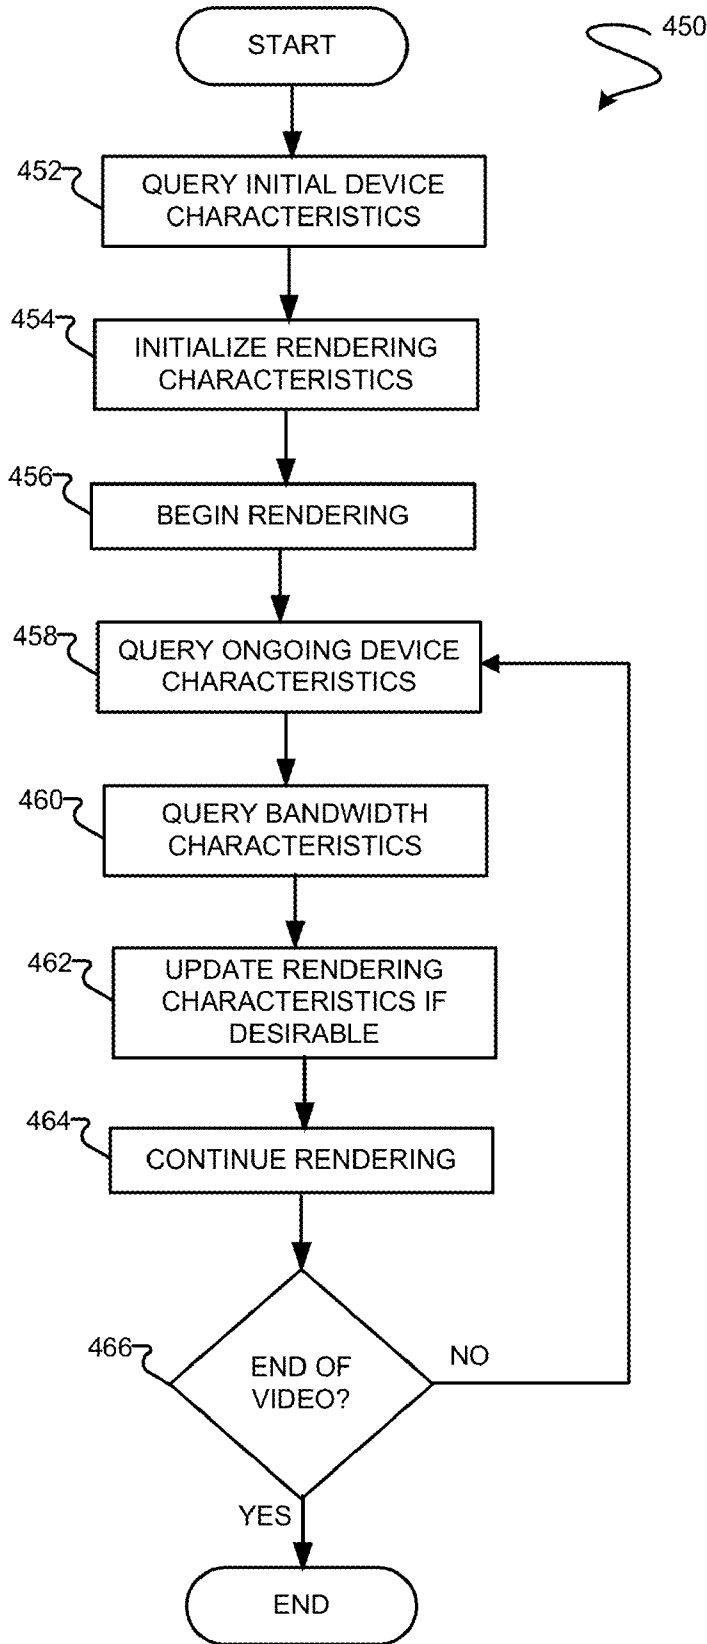 START
450
452
QUERY INITIAL DEVICE
CHARACTERISTICS
454
INITIALIZE RENDERING
CHARACTERISTICS
456
BEGIN RENDERING
458
QUERY ONGOING DEVICE
CHARACTERISTICS
460
QUERY BANDWIDTH
CHARACTERISTICS
462
UPDATE RENDERING
CHARACTERISTICS IF
DESIRABLE
464
CONTINUE RENDERING
466
END OF
VIDEO?
NO
YES
END